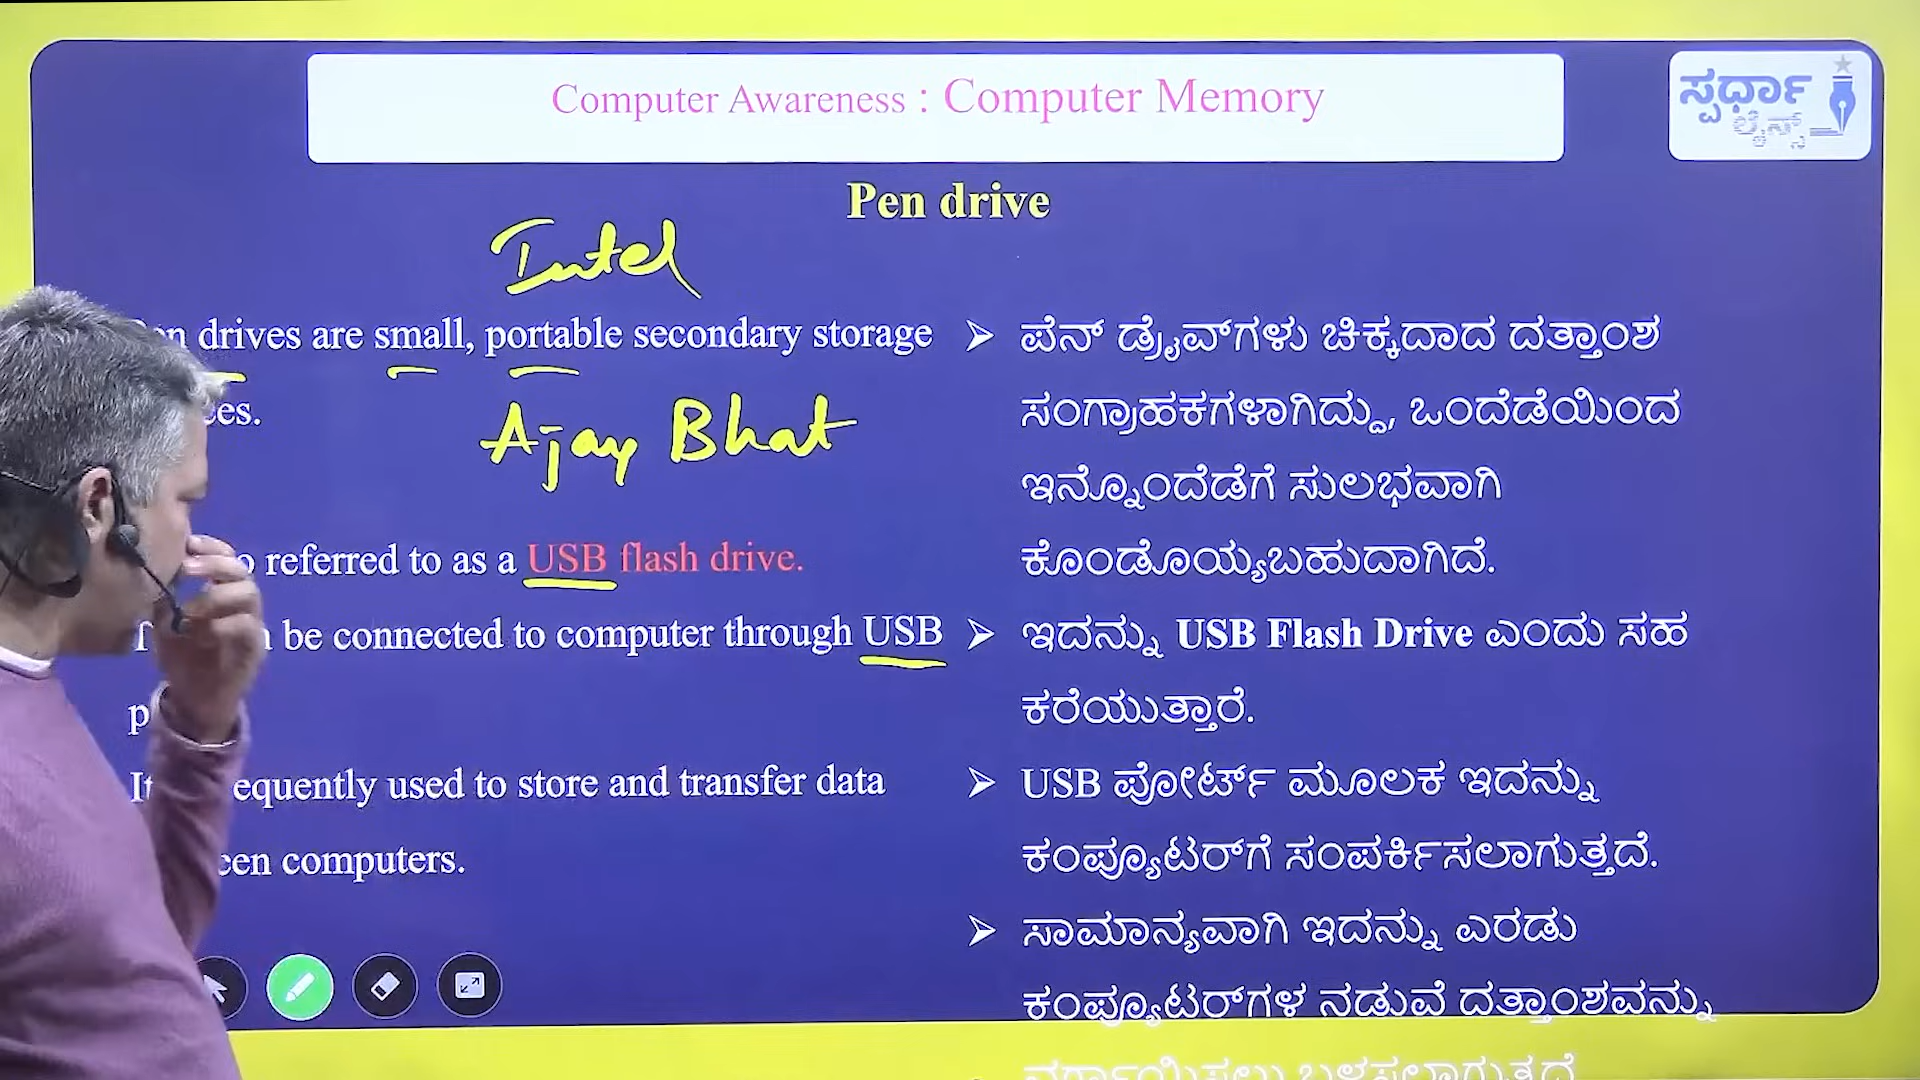 Computer Awareness : Computer Memory
ಸ್ಪರ್ಧಾ
Pen drive
Intel
drives are small, portable secondary storage
Ajay Bhat
referred to as a USB flash drive.
be connected to computer through USB
equently used to store and transfer data
computers.
➢ ಪೆನ್ ಡ್ರೈವ್‌ಗಳು ಚಿಕ್ಕದಾದ ದತ್ತಾಂಶ
ಸಂಗ್ರಾಹಕಗಳಾಗಿದ್ದು, ಒಂದೆಡೆಯಿಂದ
ಇನ್ನೊಂದೆಡೆಗೆ ಸುಲಭವಾಗಿ
ಕೊಂಡೊಯ್ಯಬಹುದಾಗಿದೆ.
➢ ಇದನ್ನು USB Flash Drive ಎಂದು ಸಹ
ಕರೆಯುತ್ತಾರೆ.
➢ USB ಪೋರ್ಟ್ ಮೂಲಕ ಇದನ್ನು
ಕಂಪ್ಯೂಟರ್‌ಗೆ ಸಂಪರ್ಕಿಸಲಾಗುತ್ತದೆ.
➢ ಸಾಮಾನ್ಯವಾಗಿ ಇದನ್ನು ಎರಡು
ಕಂಪ್ಯೂಟರ್‌ಗಳ ನಡುವೆ ದತ್ತಾಂಶವನ್ನು